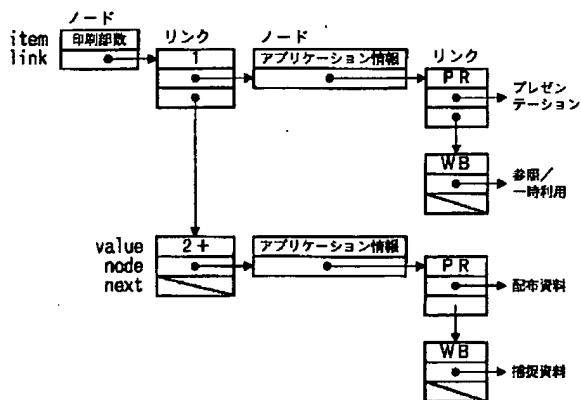 ノード
item 印刷部数
link
リンク
1
ノード
アプリケーション情報
リンク
PR
プレゼン
テーション
WB
参照/
一時利用
value 2+
node
next
アプリケーション情報
PR
配布資料
WB
捕捉資料